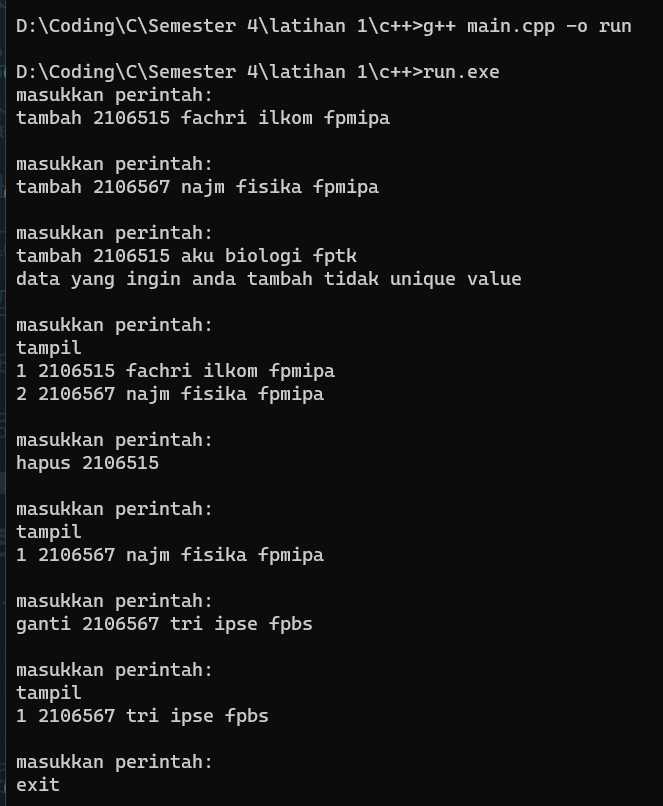 D:\Coding\C\Semester 4\latihan 1\c++>g++ main.cpp -o run
D:\Coding\C\Semester 4\latihan 1\c++>run.exe
masukkan perintah:
tambah 2106515 fachri ilkom fpmipa
masukkan perintah:
tambah 2106567 najm fisika fpmipa
masukkan perintah:
tambah 2106515 aku biologi fptk
data yang ingin anda tambah tidak unique value
masukkan perintah:
tampil
1 2106515 fachri ilkom fpmipa
2 2106567 najm fisika fpmipa
masukkan perintah:
hapus 2106515
masukkan perintah:
tampil
1 2106567 najm fisika fpmipa
masukkan perintah:
ganti 2106567 tri ipse fpbs
masukkan perintah:
tampil
1 2106567 tri ipse fpbs
masukkan perintah:
exit